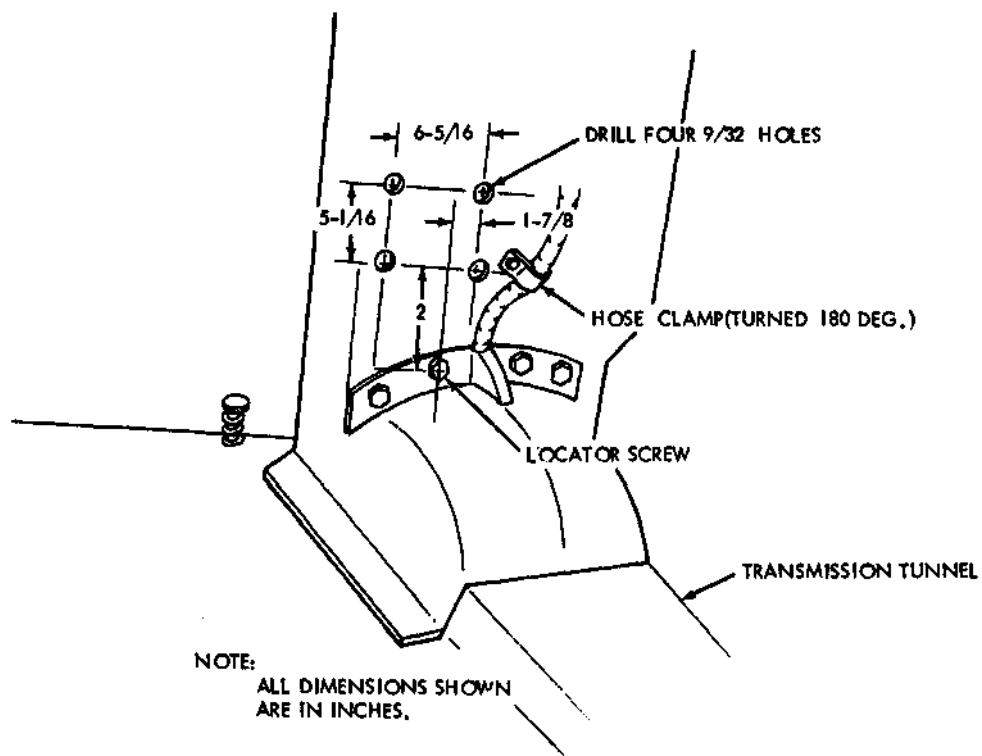 6-5/16
DRILL FOUR 9/32 HOLES
5-1/16
1-7/8
2
HOSE CLAMP(TURNED 180 DEG.)
LOCATOR SCREW
TRANSMISSION TUNNEL
NOTE:
ALL DIMENSIONS SHOWN
ARE IN INCHES.